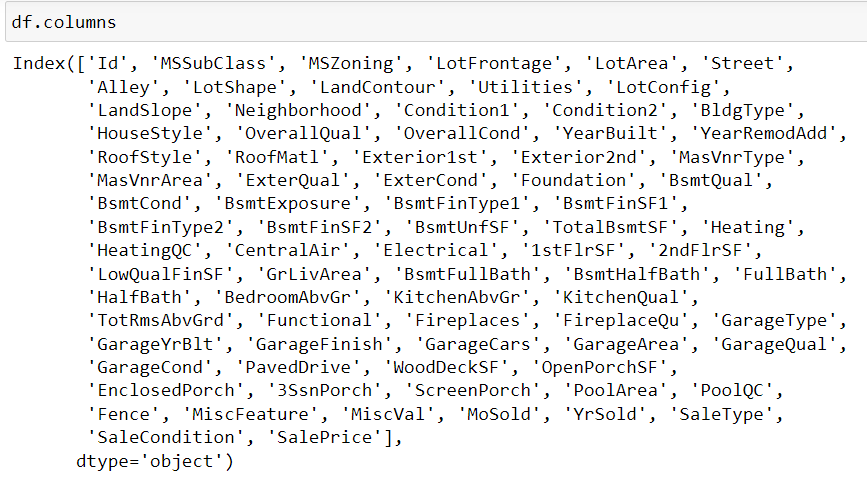 df.columns
Index(['Id', 'MSSubClass', 'MSZoning', 'LotFrontage', 'LotArea', 'Street',
'Alley', 'LotShape', 'LandContour', 'Utilities', 'LotConfig',
'LandSlope', 'Neighborhood', 'Condition1', 'Condition2', 'BldgType',
'HouseStyle', 'OverallQual', 'OverallCond', 'YearBuilt', 'YearRemodAdd',
'RoofStyle', 'RoofMatl', 'Exterior1st', 'Exterior2nd', 'MasVnrType',
'MasVnrArea', 'ExterQual', 'ExterCond', 'Foundation', 'BsmtQual',
'BsmtCond', 'BsmtExposure', 'BsmtFinType1', 'BsmtFinSF1',
'BsmtFinType2', 'BsmtFinSF2', 'BsmtUnfSF', 'TotalBsmtSF', 'Heating',
'HeatingQC', 'CentralAir', 'Electrical', '1stFlrSF', '2ndFlrSF',
'LowQualFinSF', 'GrLivArea', 'BsmtFullBath', 'BsmtHalfBath', 'FullBath',
'HalfBath', 'BedroomAbvGr', 'KitchenAbvGr', 'KitchenQual',
'TotRmsAbvGrd', 'Functional', 'Fireplaces', 'FireplaceQu', 'GarageType',
'GarageYrBlt', 'GarageFinish', 'GarageCars', 'GarageArea', 'GarageQual',
'GarageCond', 'PavedDrive', 'WoodDeckSF', 'OpenPorchSF',
'EnclosedPorch', '3SsnPorch', 'ScreenPorch', 'PoolArea', 'PoolQC',
'Fence', 'MiscFeature', 'MiscVal', 'MoSold', 'YrSold', 'SaleType',
'SaleCondition', 'SalePrice'],
dtype='object')